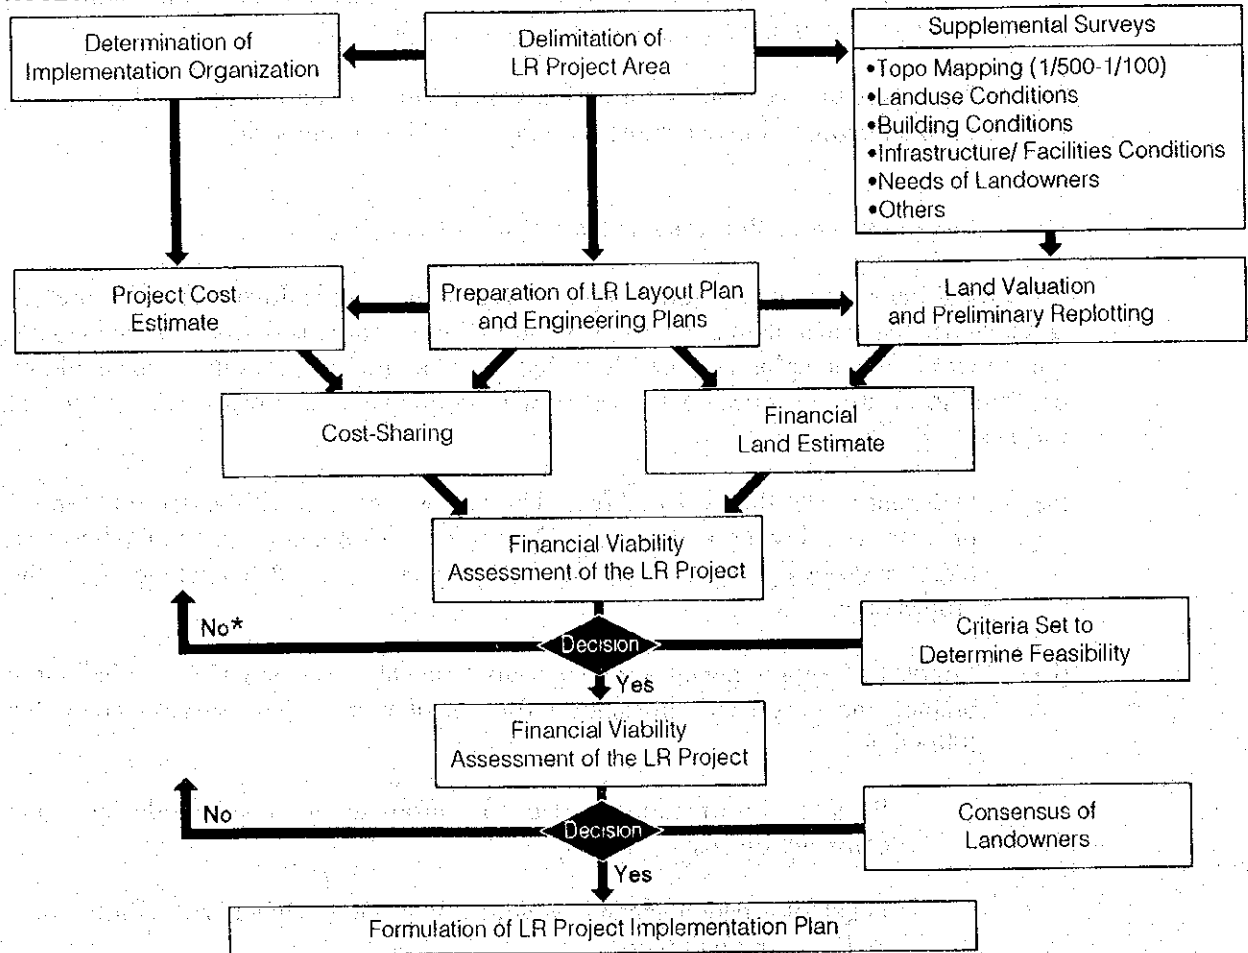 Determination of
Implementation Organization
Delimitation of
LR Project Area
Supplemental Surveys
•Topo Mapping (1/500-1/100)
•Landuse Conditions
•Building Conditions
•Infrastructure/ Facilities Conditions
•Needs of Landowners
•Others
Project Cost
Estimate
Preparation of LR Layout Plan
and Engineering Plans
Land Valuation
and Preliminary Replotting
Cost-Sharing
Financial
Land Estimate
Financial Viability
Assessment of the LR Project
No*
Decision
Criteria Set to
Determine Feasibility
Yes
Financial Viability
Assessment of the LR Project
No
Decision
Consensus of
Landowners
Yes
Formulation of LR Project Implementation Plan